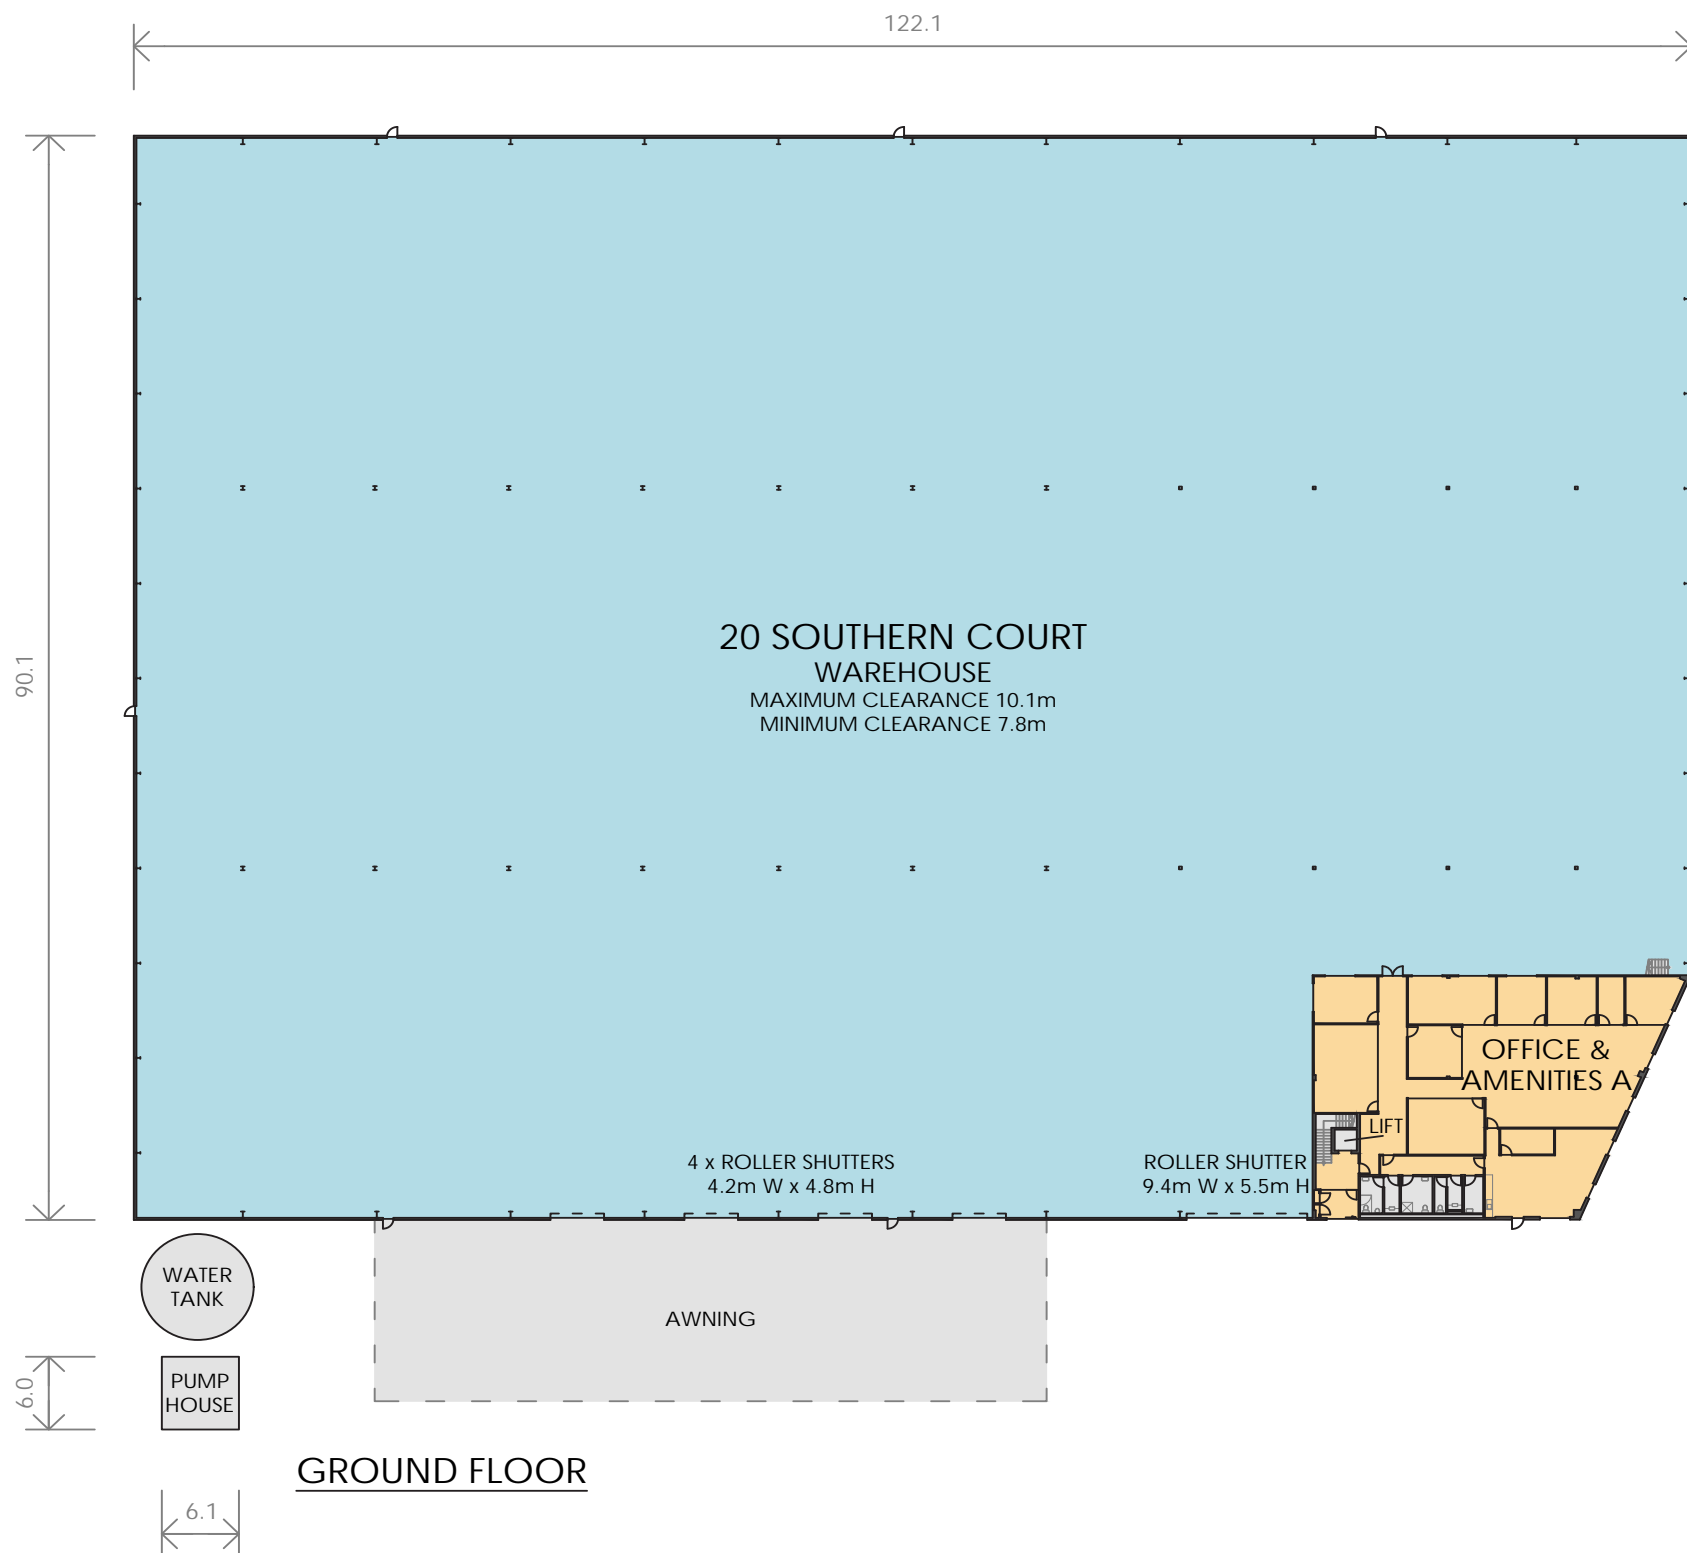 122.1
90.1
20 SOUTHERN COURT
WAREHOUSE
MAXIMUM CLEARANCE 10.1m
MINIMUM CLEARANCE 7.8m
OFFICE &
AMENITIES A
LIFT
4 x ROLLER SHUTTERS
4.2m W x 4.8m H
ROLLER SHUTTER
9.4m W x 5.5m H
WATER
TANK
AWNING
PUMP
HOUSE
6.0
GROUND FLOOR
6.1